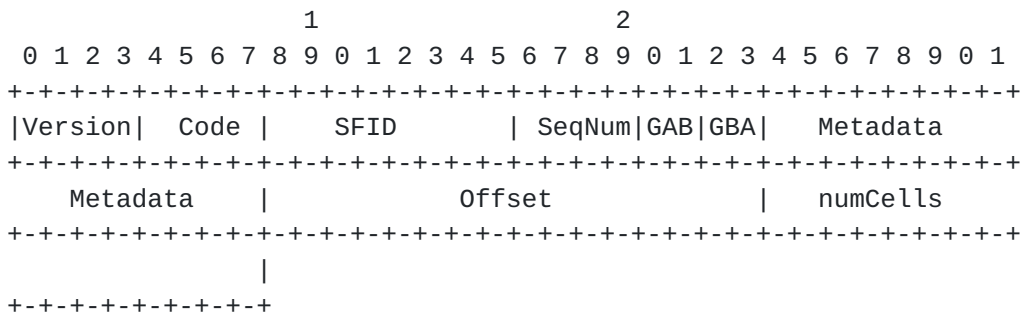 1                   2
 0 1 2 3 4 5 6 7 8 9 0 1 2 3 4 5 6 7 8 9 0 1 2 3 4 5 6 7 8 9 0 1
+-+-+-+-+-+-+-+-+-+-+-+-+-+-+-+-+-+-+-+-+-+-+-+-+-+-+-+-+-+-+-+-+
|Version|  Code |    SFID       | SeqNum|GAB|GBA|   Metadata
+-+-+-+-+-+-+-+-+-+-+-+-+-+-+-+-+-+-+-+-+-+-+-+-+-+-+-+-+-+-+-+-+
    Metadata    |            Offset             |   numCells
+-+-+-+-+-+-+-+-+-+-+-+-+-+-+-+-+-+-+-+-+-+-+-+-+-+-+-+-+-+-+-+-+
                |
+-+-+-+-+-+-+-+-+